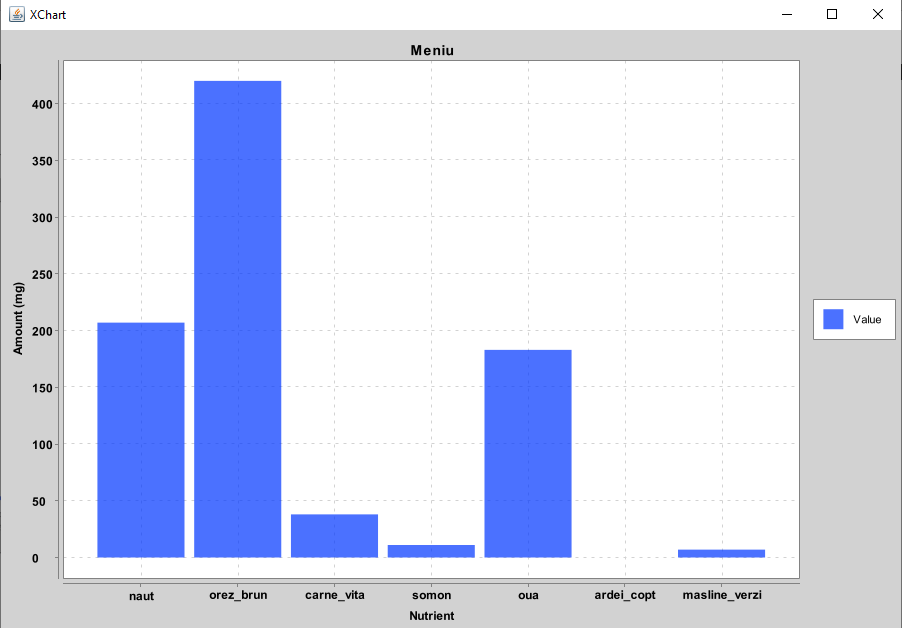 XChart
Meniu
Amount (mg)
400
350
300
250
200
150
100
50
0
naut orez_brun carne_vita somon oua ardei_copt masline_verzi
Nutrient
Value